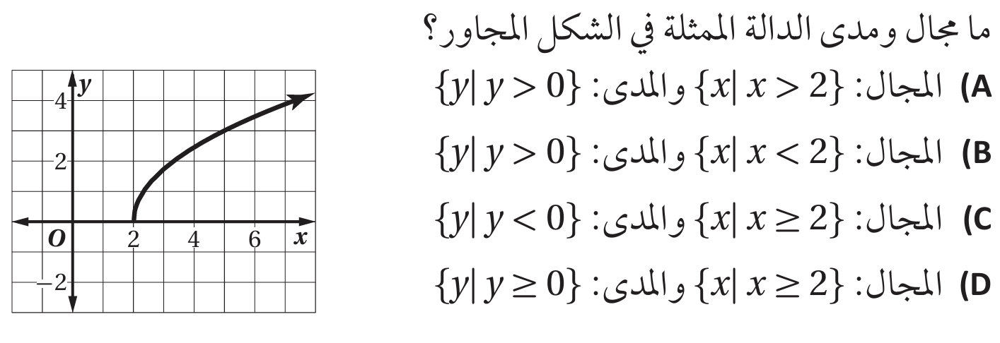 ما مجال ومدى الدالة الممثلة في الشكل المجاور؟
A) المجال: {x| x > 2} والمدى: {y| y > 0}
B) المجال: {x| x < 2} والمدى: {y| y > 0}
C) المجال: {x| x ≥ 2} والمدى: {y| y < 0}
D) المجال: {x| x ≥ 2} والمدى: {y| y ≥ 0}
y
4
2
O 2 4 6 x
−2